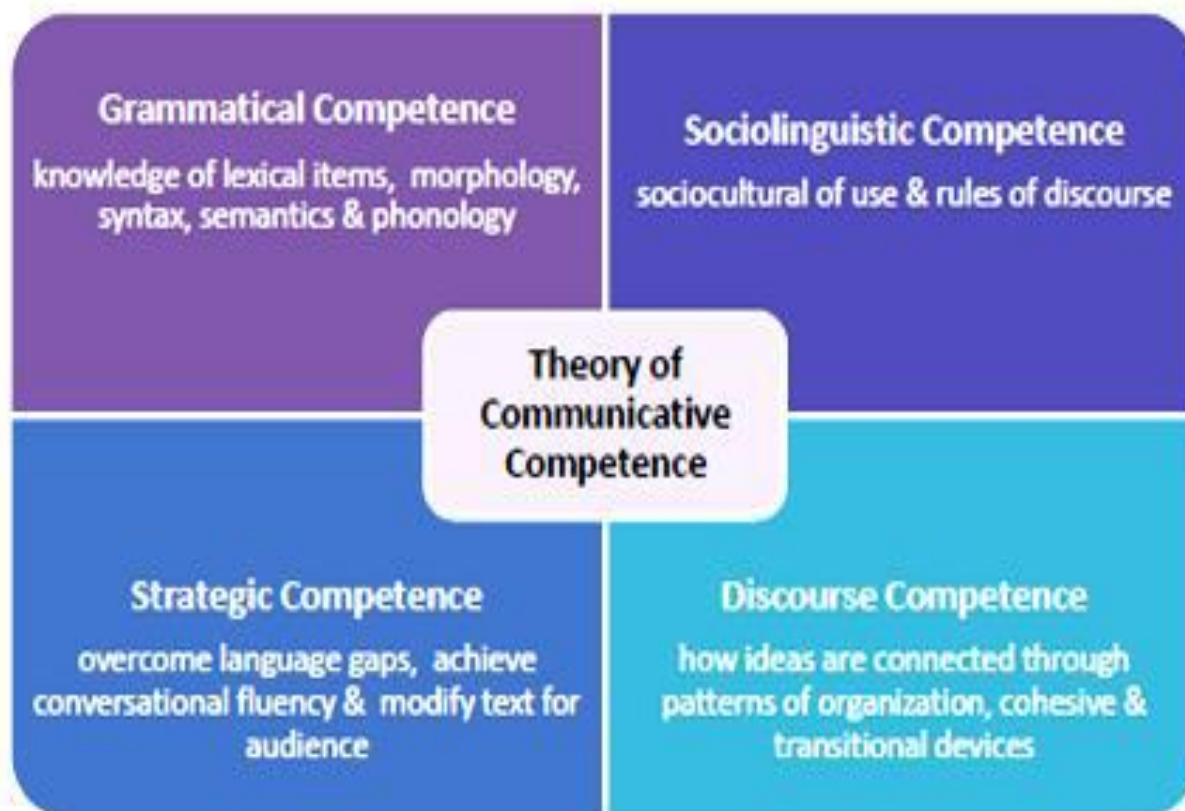 Grammatical Competence
knowledge of lexical items, morphology,
syntax, semantics & phonology
Sociolinguistic Competence
sociocultural of use & rules of discourse
Theory of
Communicative
Competence
Strategic Competence
overcome language gaps, achieve
conversational fluency & modify text for
audience
Discourse Competence
how ideas are connected through
patterns of organization, cohesive &
transitional devices